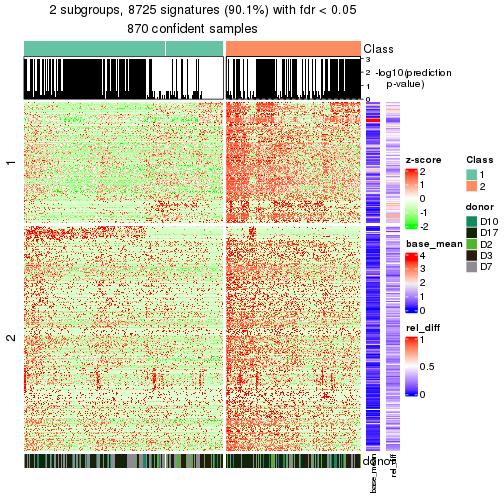 2 subgroups, 8725 signatures (90.1%) with fdr < 0.05
870 confident samples
Class
3
2
1
0
-log10(prediction
p-value)
1
2
z-score
2
1
0
-1
-2
base_mean
4
3
2
1
0
rel_diff
1
0.5
0
Class
1
2
donor
D10
D17
D2
D3
D7
donor
base_mean
rel_diff